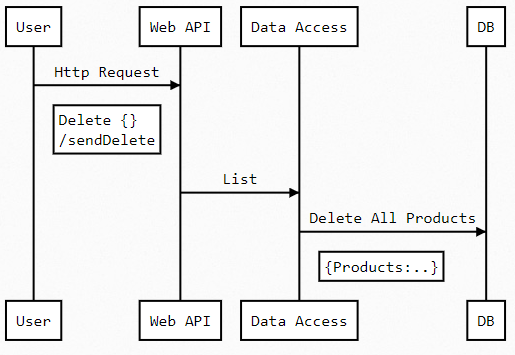 User
Web API
Data Access
DB
Http Request
Delete {}
/sendDelete
List
Delete All Products
{Products:..}
User
Web API
Data Access
DB